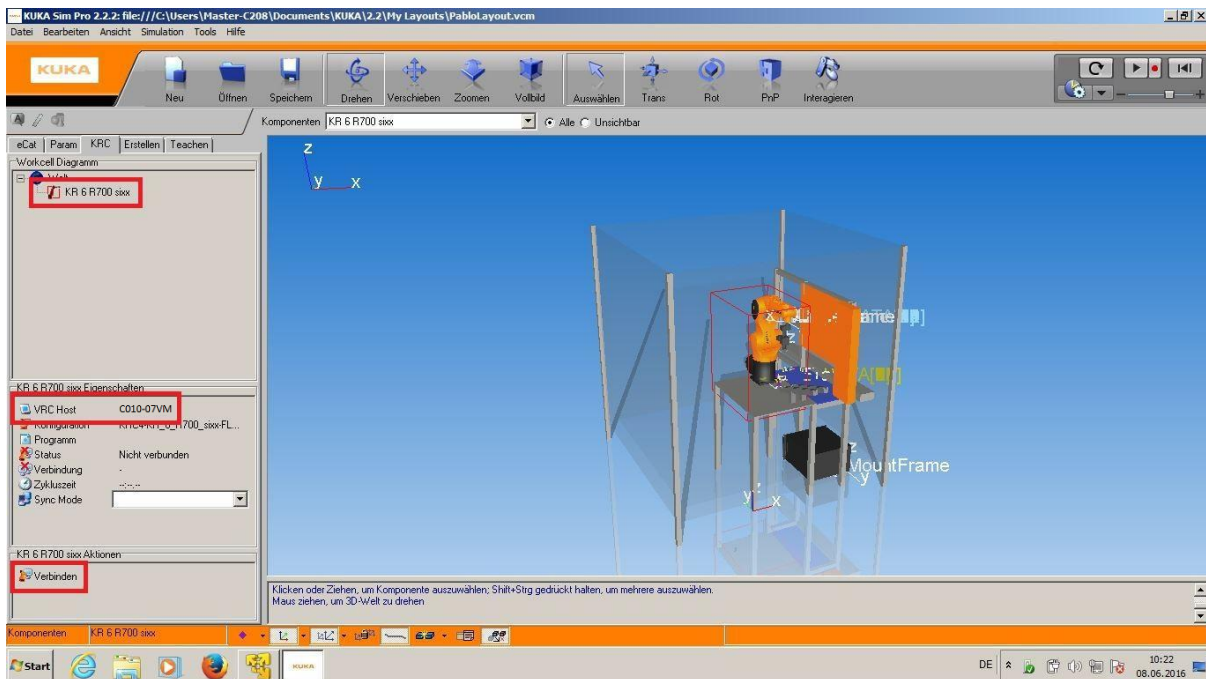 KUKA Sim Pro 2.2.2: file:///C:\Users\Master-C208\Documents\KUKA\2.2\My Layouts\PabloLayout.vcm
Datei Bearbeiten Ansicht Simulation Tools Hilfe
KUKA
Neu Öffnen Speichern Drehen Verschieben Zoomen Vollbild Auswählen Trans Rot PnP Interagieren
Komponenten KR 6 R700 sixx Alle Unsichtbar
eCat Param KRC Erstellen Teachen
Workcell Diagramm
KR 6 R700 sixx
z
y x
KR 6 R700 sixx Eigenschaften
VRC Host C010-07VM
Konfiguration
Programm
Status Nicht verbunden
Verbindung -
Zykluszeit --:--.--
Sync Mode
z
MountFrame
y
y z x
KR 6 R700 sixx Aktionen
Verbinden
Klicken oder Ziehen, um Komponente auszuwählen; Shift+Strg gedrückt halten, um mehrere auszuwählen.
Maus ziehen, um 3D-Welt zu drehen
Komponenten KR 6 R700 sixx
Start KUKA DE 10:22
08.06.2016